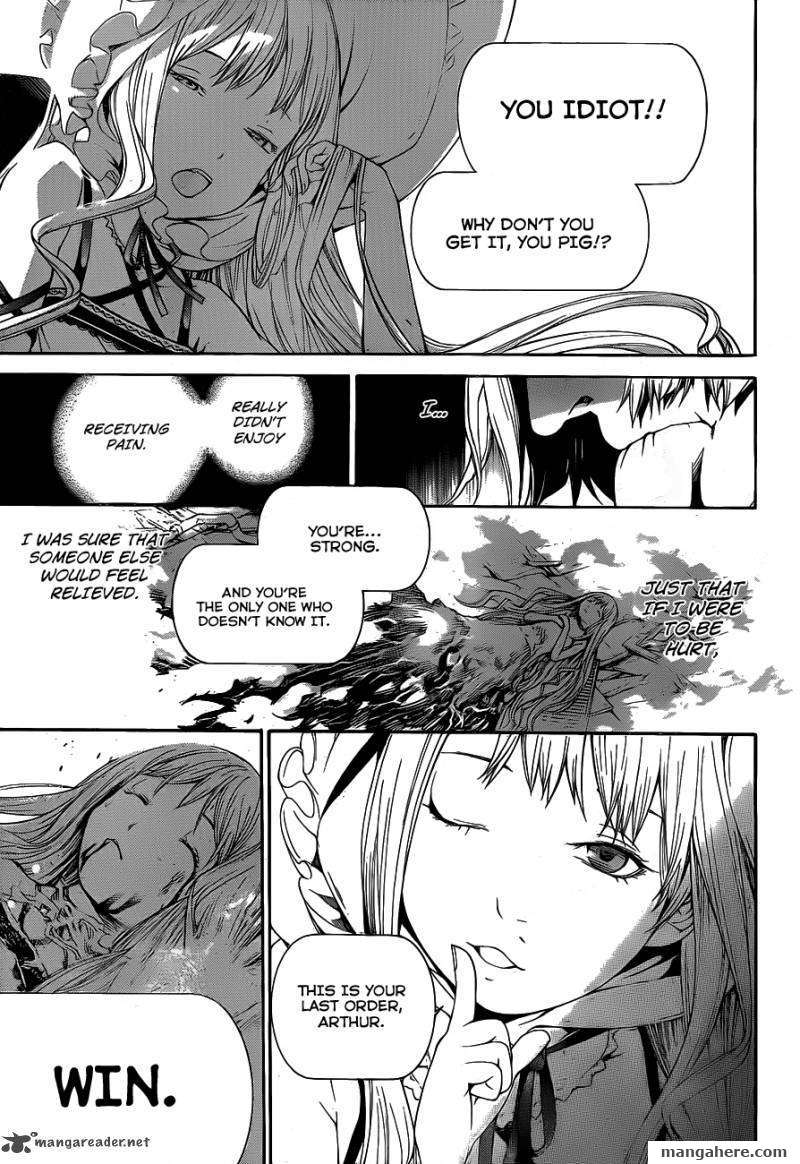 YOU IDIOT!!
WHY DON'T YOU
GET IT, YOU PIG!?
I...
REALLY
DIDN'T
ENJOY
RECEIVING
PAIN.
JUST THAT
IF I WERE
TO BE
HURT,
YOU'RE...
STRONG.
AND YOU'RE
THE ONLY ONE WHO
DOESN'T KNOW IT.
I WAS SURE THAT
SOMEONE ELSE
WOULD FEEL
RELIEVED.
THIS IS YOUR
LAST ORDER,
ARTHUR.
WIN.
mangareader.net
mangahere.com